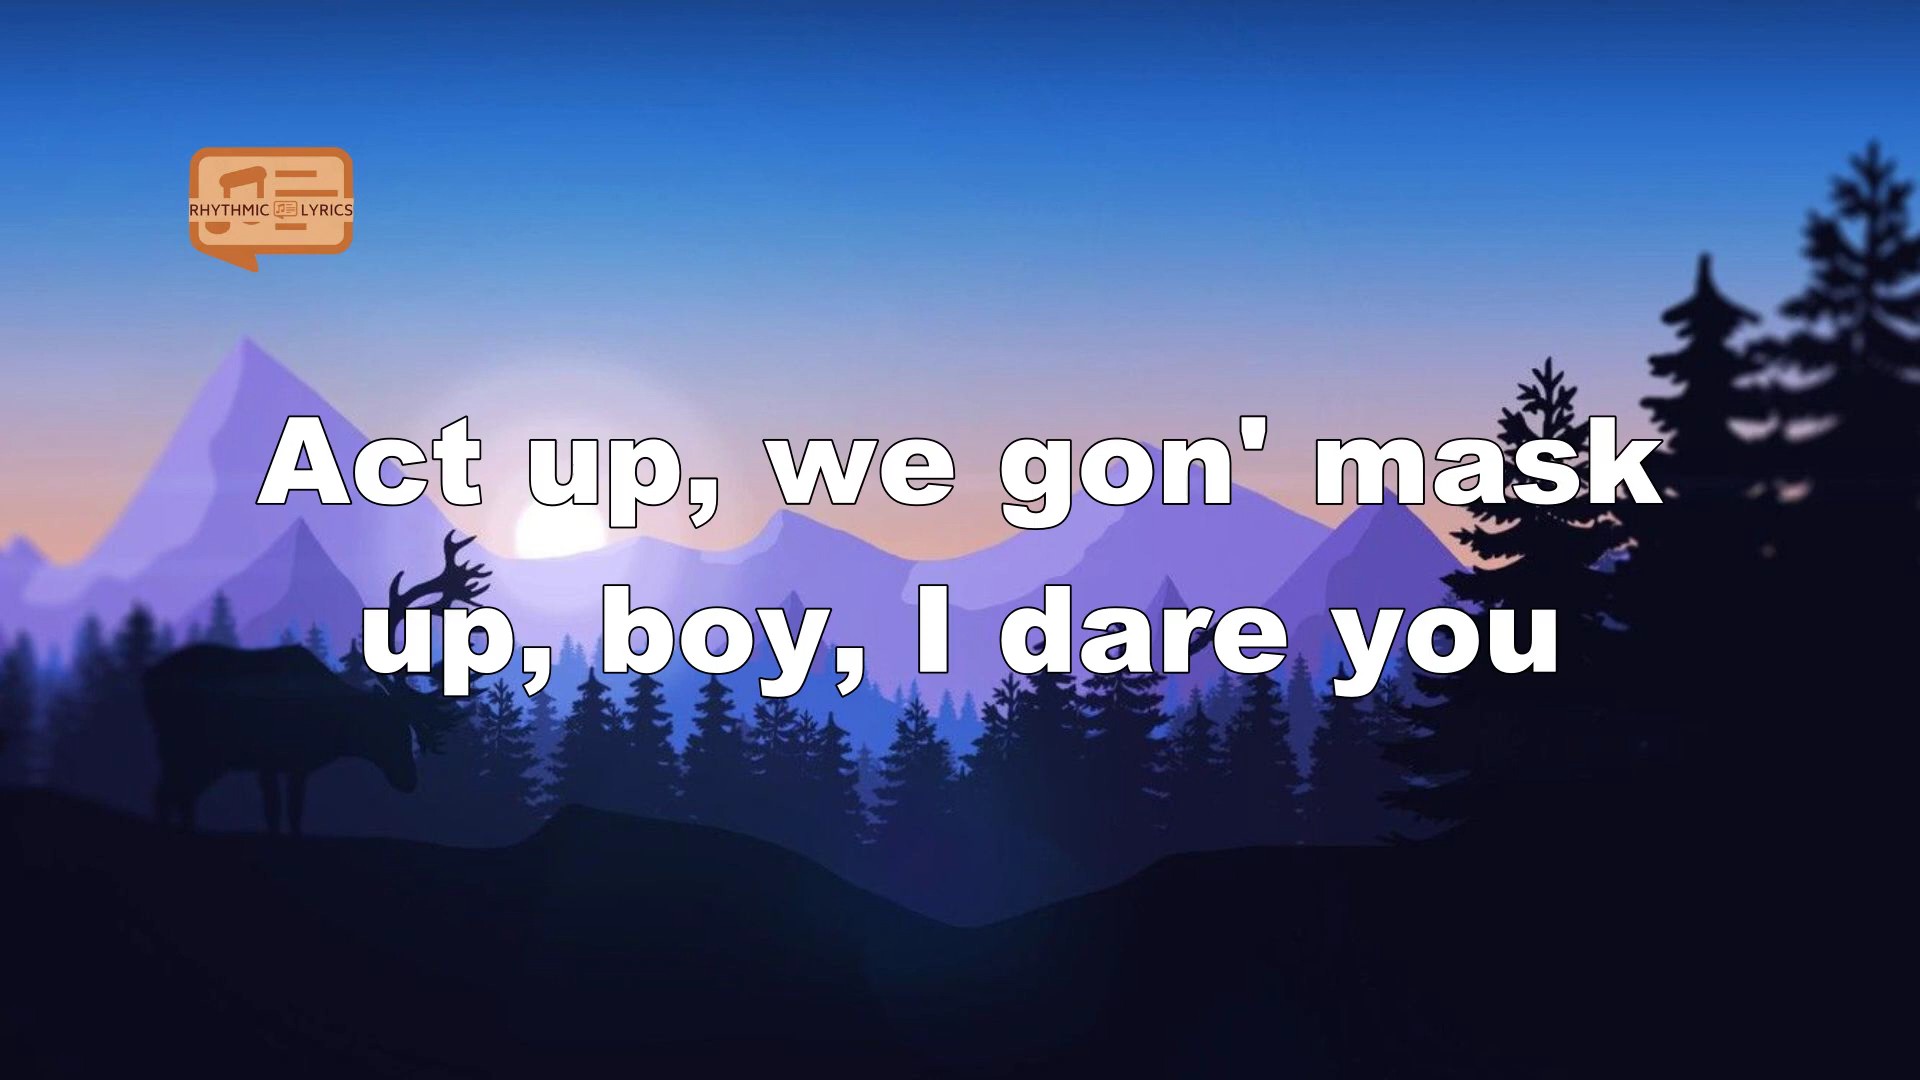 RHYTHMIC LYRICS
Act up, we gon' mask
up, boy, I dare you